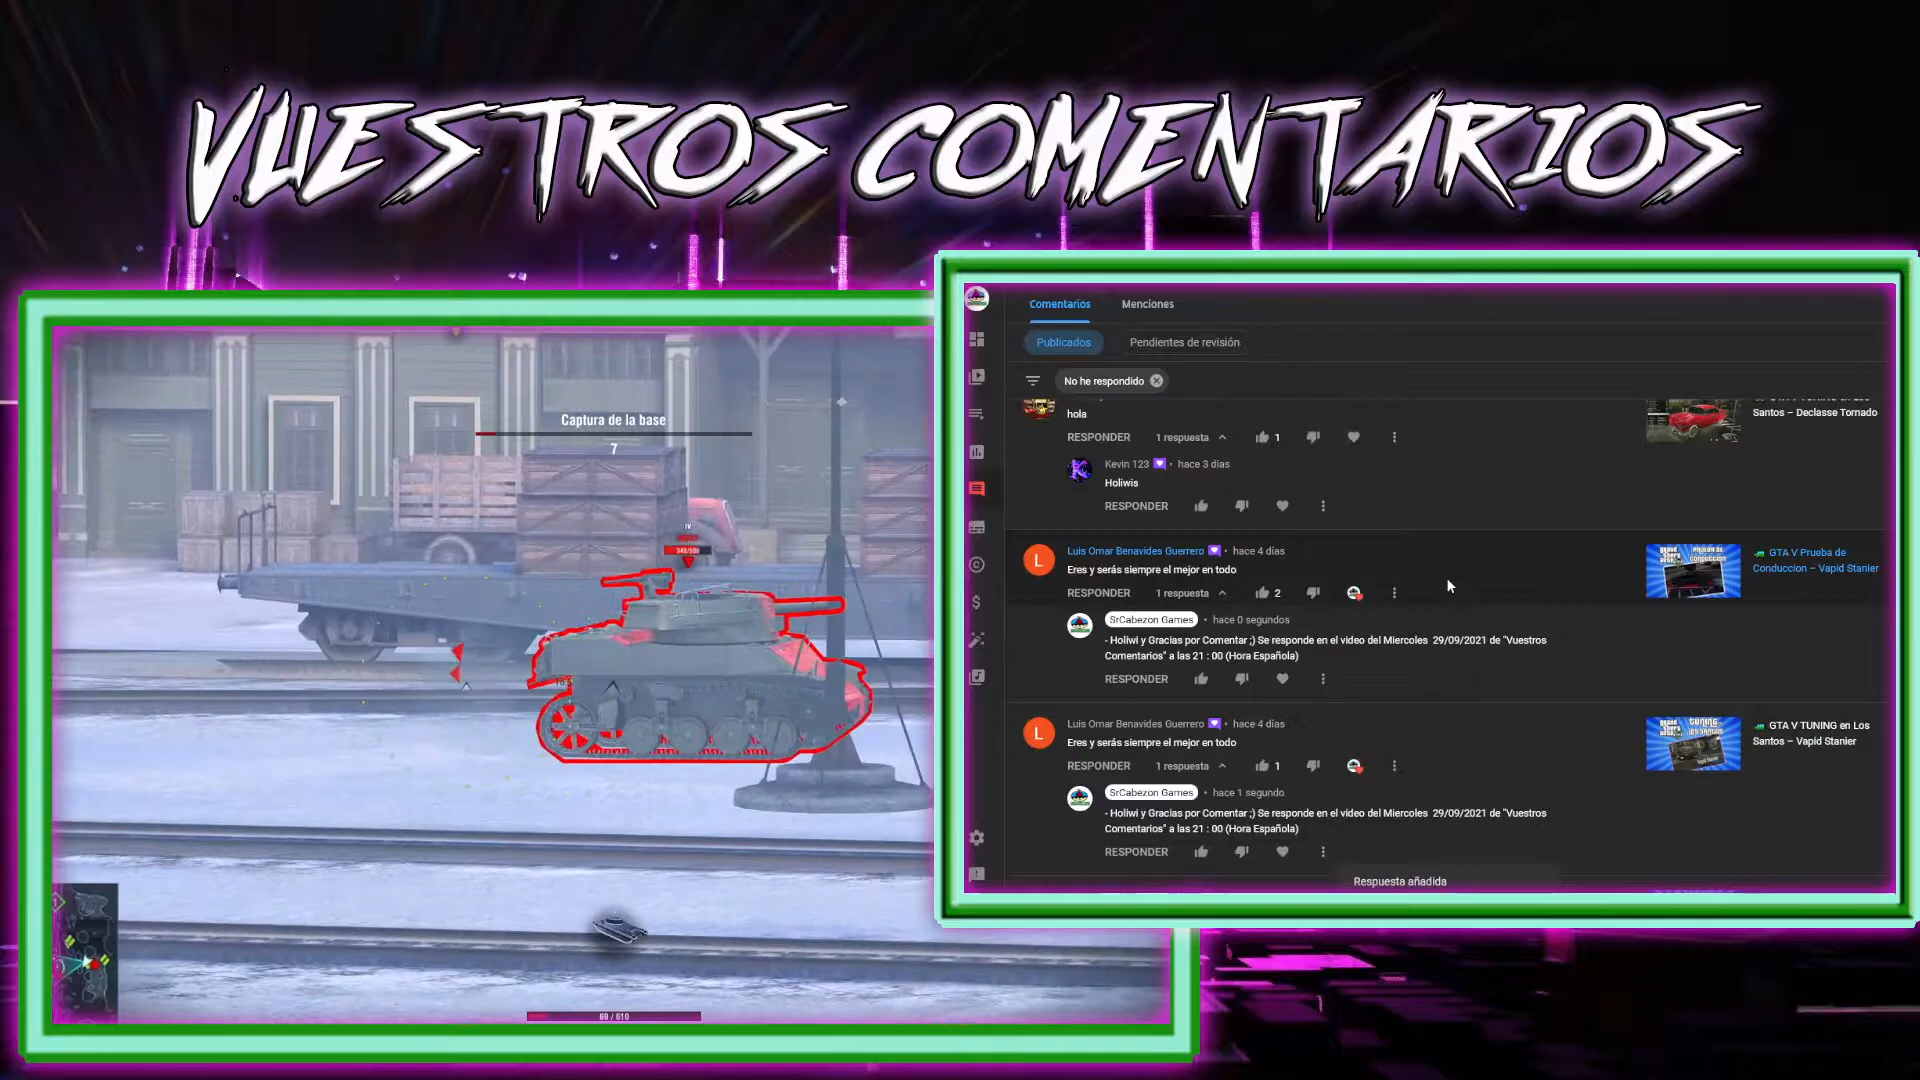 VUESTROS COMENTARIOS
Captura de la base
7
IV
69 / 610
Comentarios Menciones
Publicados Pendientes de revisión
No he respondido
hola
Santos – Declasse Tornado
RESPONDER 1 respuesta 1
Kevin 123 • hace 3 días
Holiwis
RESPONDER
L
Luis Omar Benavides Guerrero • hace 4 días
Eres y serás siempre el mejor en todo
RESPONDER 1 respuesta 2
GTA V Prueba de
Conduccion – Vapid Stanier
SrCabezon Games • hace 0 segundos
- Holiwi y Gracias por Comentar ;) Se responde en el video del Miercoles 29/09/2021 de "Vuestros
Comentarios" a las 21 : 00 (Hora Española)
RESPONDER
L
Luis Omar Benavides Guerrero • hace 4 días
Eres y serás siempre el mejor en todo
RESPONDER 1 respuesta 1
GTA V TUNING en Los
Santos – Vapid Stanier
SrCabezon Games • hace 1 segundo
- Holiwi y Gracias por Comentar ;) Se responde en el video del Miercoles 29/09/2021 de "Vuestros
Comentarios" a las 21 : 00 (Hora Española)
RESPONDER
Respuesta añadida